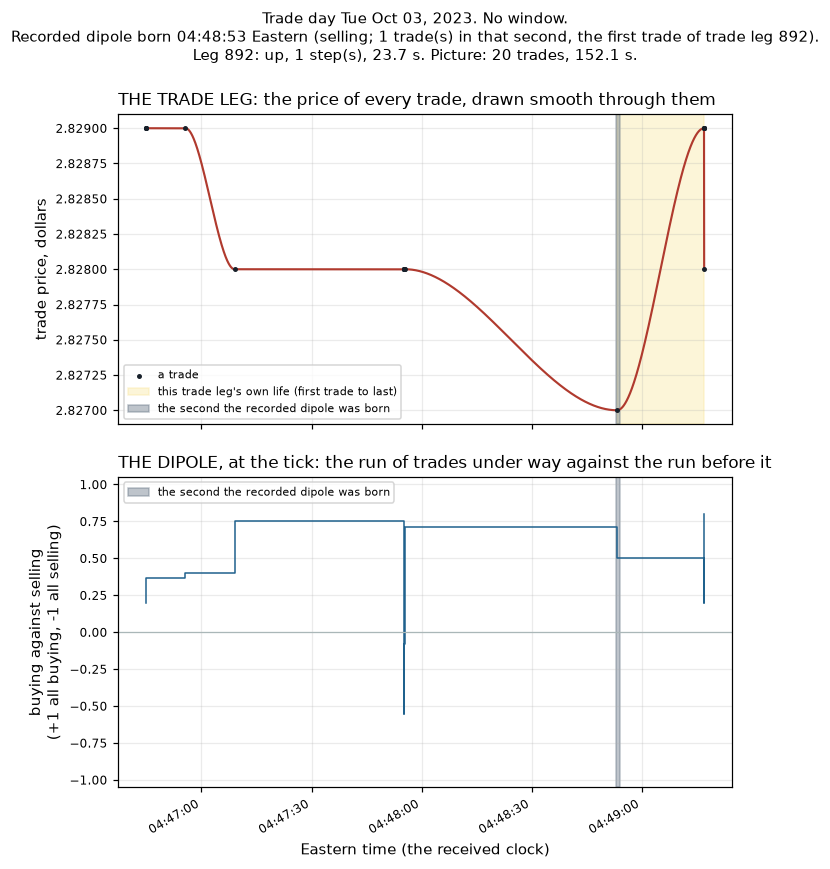 Trade day Tue Oct 03, 2023. No window.
Recorded dipole born 04:48:53 Eastern (selling; 1 trade(s) in that second, the first trade of trade leg 892).
Leg 892: up, 1 step(s), 23.7 s. Picture: 20 trades, 152.1 s.
THE TRADE LEG: the price of every trade, drawn smooth through them
2.82900
2.82875
2.82850
2.82825
2.82800
2.82775
2.82750
2.82725
2.82700
trade price, dollars
a trade
this trade leg's own life (first trade to last)
the second the recorded dipole was born
THE DIPOLE, at the tick: the run of trades under way against the run before it
1.00
0.75
0.50
0.25
0.00
−0.25
−0.50
−0.75
−1.00
buying against selling
(+1 all buying, -1 all selling)
the second the recorded dipole was born
04:47:00
04:47:30
04:48:00
04:48:30
04:49:00
Eastern time (the received clock)